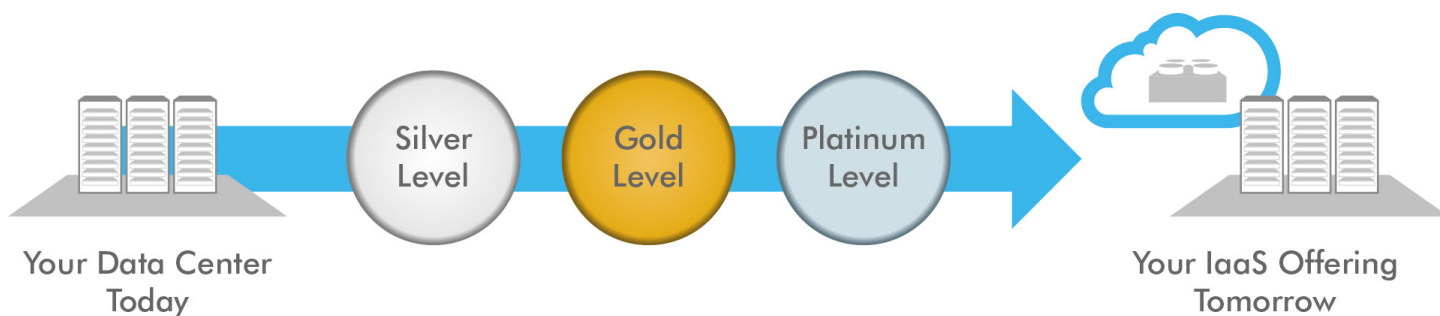 Silver
Level
Gold
Level
Platinum
Level
Your Data Center
Today
Your IaaS Offering
Tomorrow